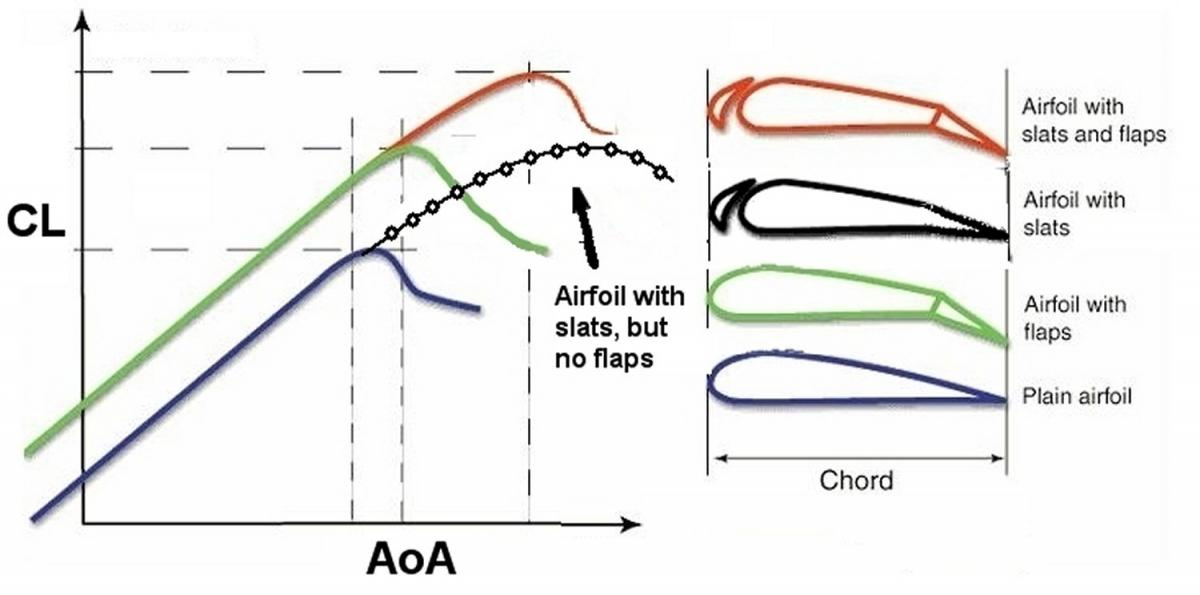 CL
AoA
Airfoil with
slats, but
no flaps
Airfoil with
slats and flaps
Airfoil with
slats
Airfoil with
flaps
Plain airfoil
Chord